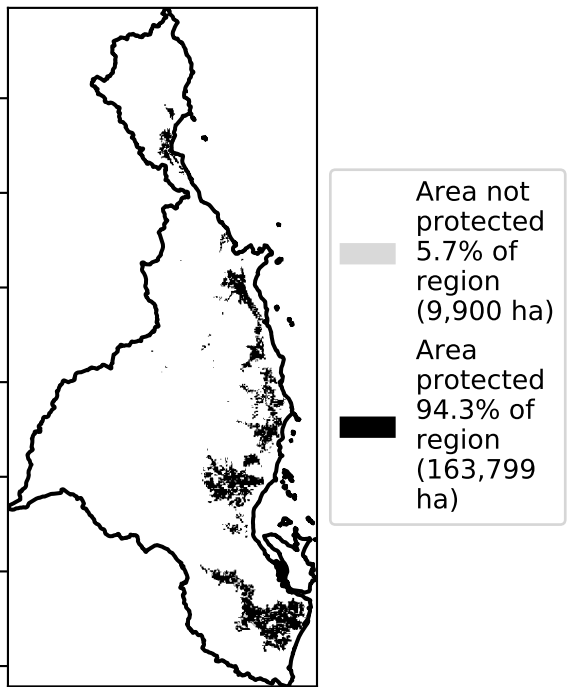 Area not
protected
5.7% of
region
(9,900 ha)
Area
protected
94.3% of
region
(163,799
ha)